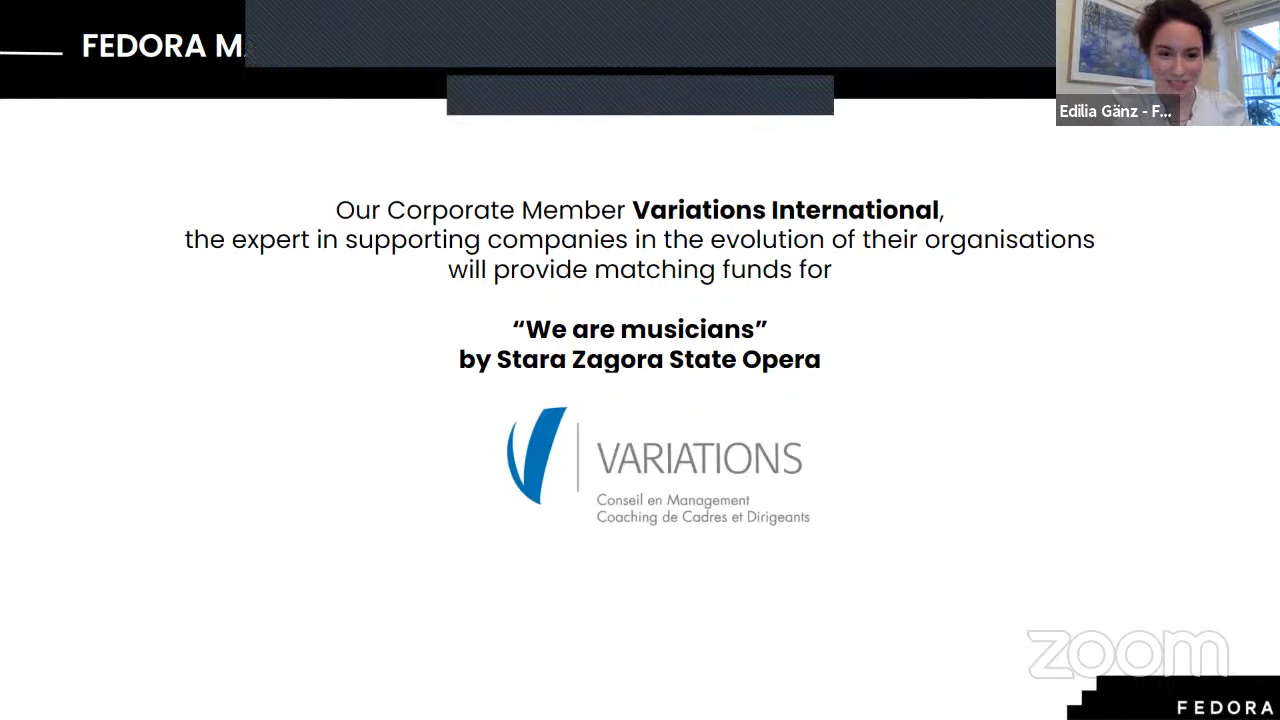 FEDORA M
Edilia Gänz - F...
Our Corporate Member Variations International,
the expert in supporting companies in the evolution of their organisations
will provide matching funds for
“We are musicians”
by Stara Zagora State Opera
VARIATIONS
Conseil en Management
Coaching de Cadres et Dirigeants
zoom
FEDORA